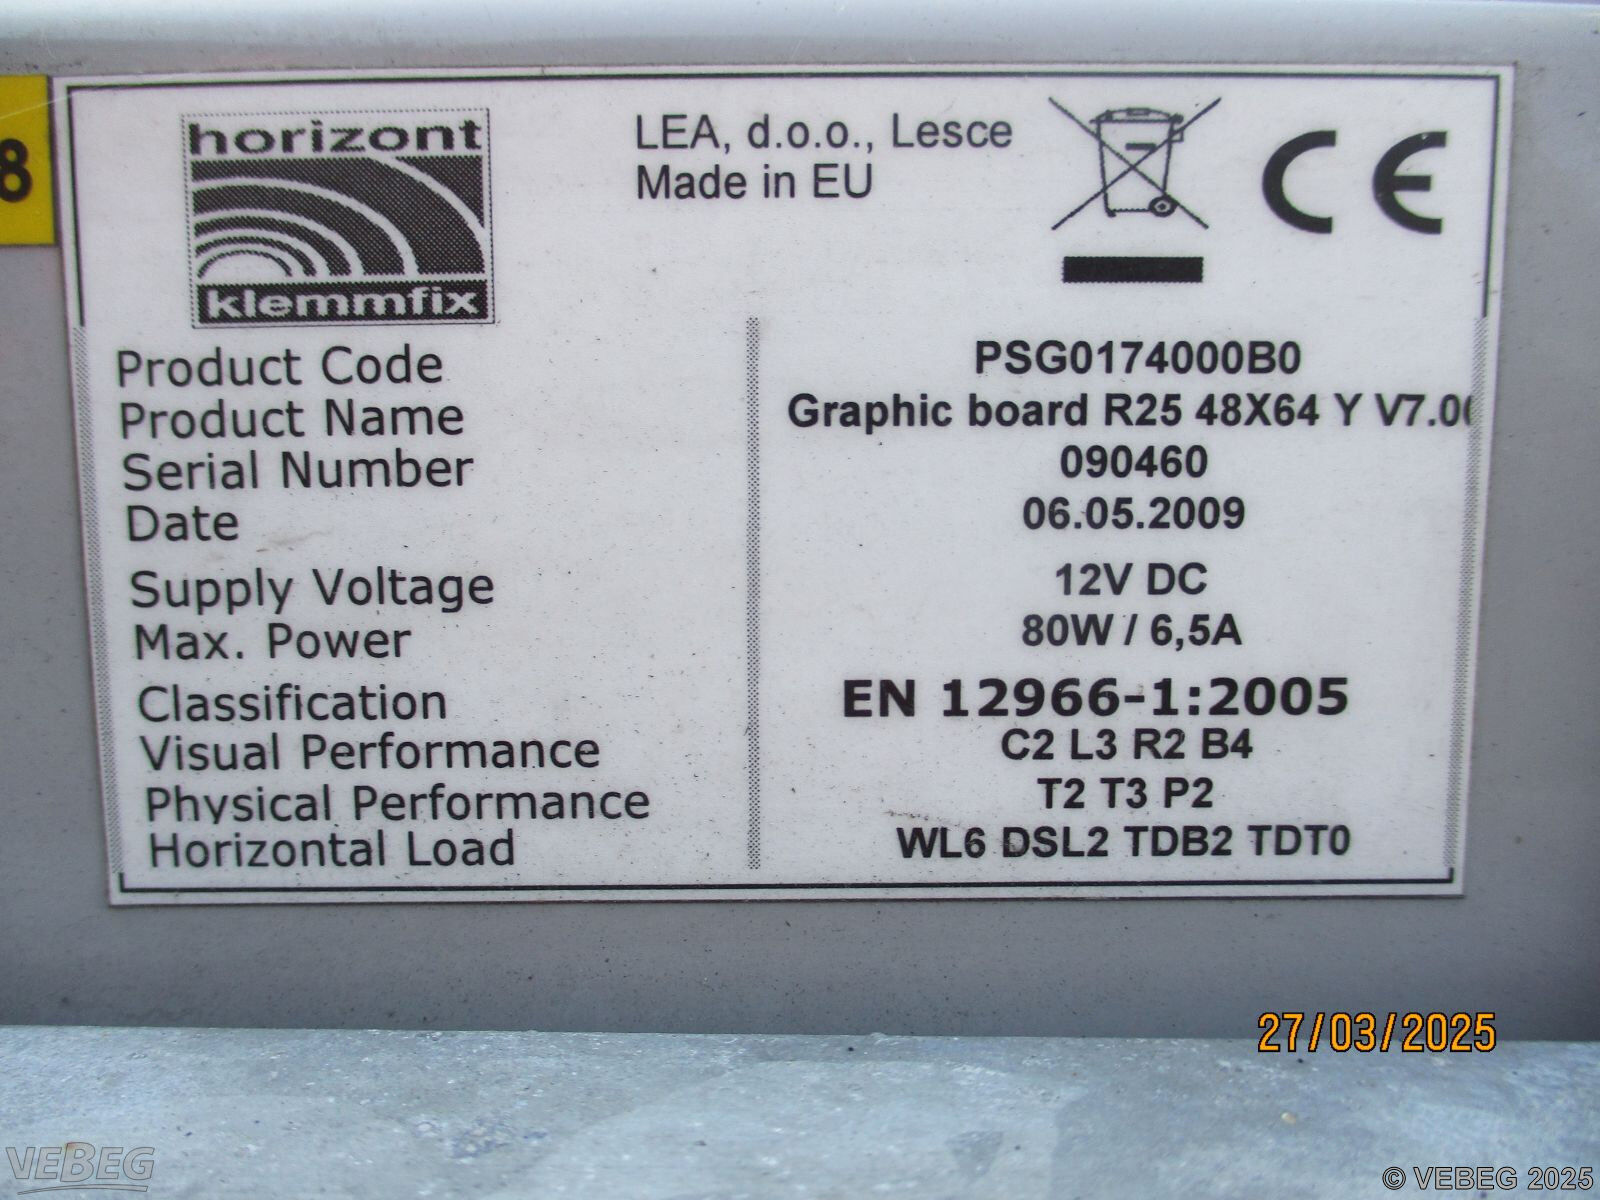 8
horizont
klemmfix
LEA, d.o.o., Lesce
Made in EU
CE
Product Code PSG0174000B0
Product Name Graphic board R25 48X64 Y V7.0
Serial Number 090460
Date 06.05.2009
Supply Voltage 12V DC
Max. Power 80W / 6,5A
Classification EN 12966-1:2005
Visual Performance C2 L3 R2 B4
Physical Performance T2 T3 P2
Horizontal Load WL6 DSL2 TDB2 TDT0
27/03/2025
VEBEG
© VEBEG 2025